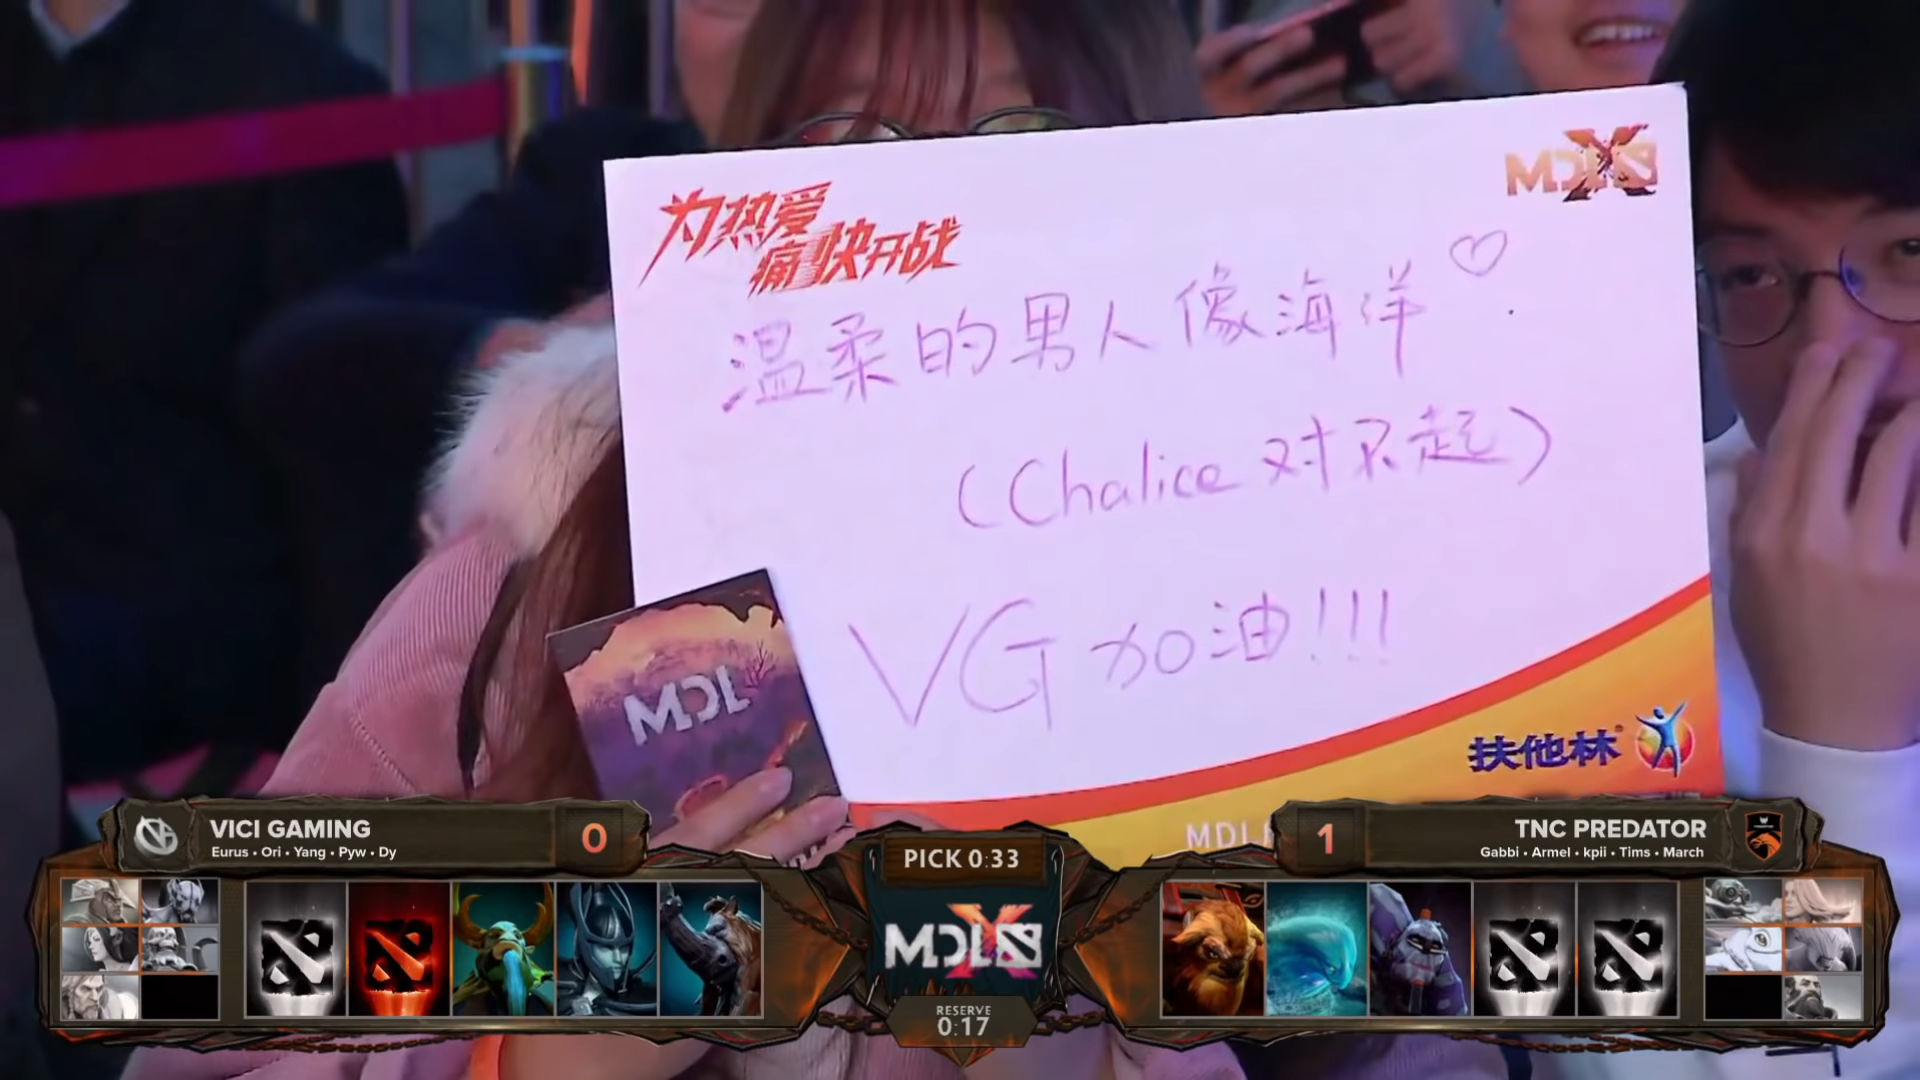 为热爱
痛快开战
MDL
温柔的男人像海洋
(Chalice 对不起)
VG 加油!!!
MDL
扶他林
MDL
VICI GAMING
Eurus • Ori • Yang • Pyw • Dy
0
PICK 0:33
MDL
RESERVE
0:17
1
TNC PREDATOR
Gabbi • Armel • kpii • Tims • March